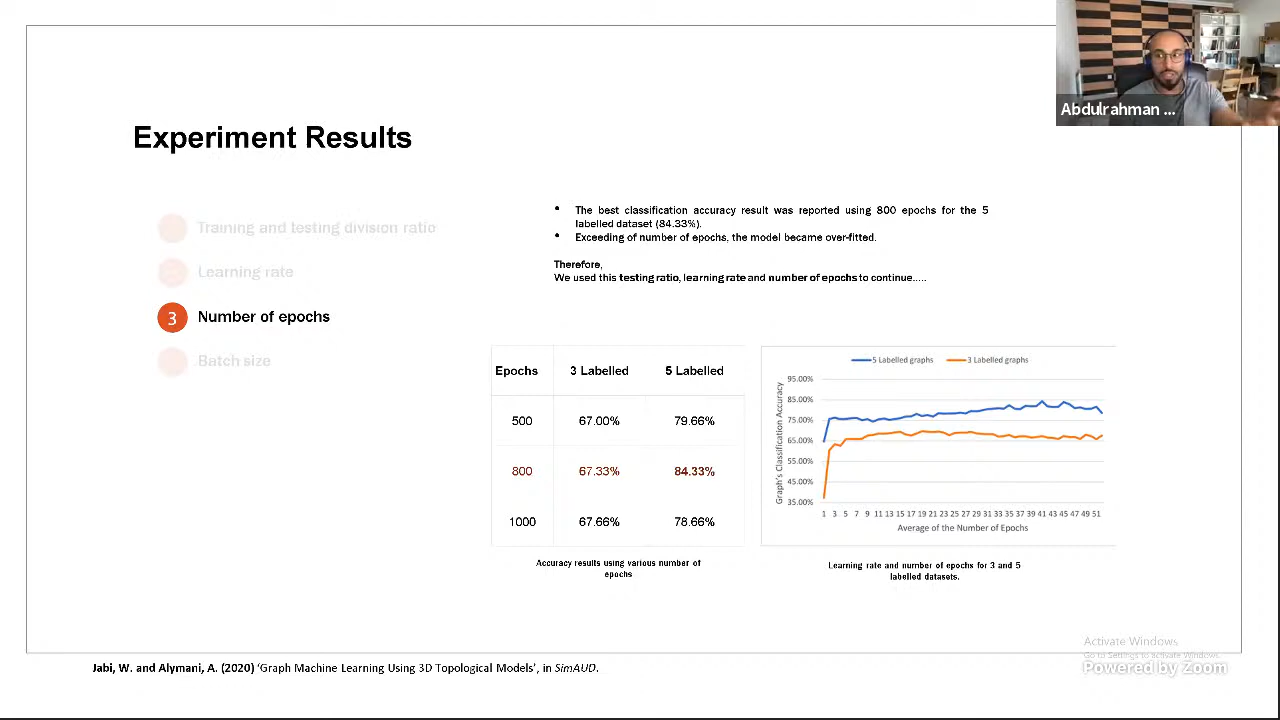 Abdulrahman ...
Experiment Results
Training and testing division ratio
Learning rate
3 Number of epochs
Batch size
• The best classification accuracy result was reported using 800 epochs for the 5
labelled dataset (84.33%).
• Exceeding of number of epochs, the model became over-fitted.
Therefore,
We used this testing ratio, learning rate and number of epochs to continue.....
Epochs 3 Labelled 5 Labelled
500 67.00% 79.66%
800 67.33% 84.33%
1000 67.66% 78.66%
Accuracy results using various number of
epochs
5 Labelled graphs 3 Labelled graphs
Graph's Classification Accuracy
95.00%
85.00%
75.00%
65.00%
55.00%
45.00%
35.00%
1 3 5 7 9 11 13 15 17 19 21 23 25 27 29 31 33 35 37 39 41 43 45 47 49 51
Average of the Number of Epochs
Learning rate and number of epochs for 3 and 5
labelled datasets.
Activate Windows
Go to Settings to activate Windows.
Powered by Zoom
Jabi, W. and Alymani, A. (2020) ‘Graph Machine Learning Using 3D Topological Models’, in SimAUD.